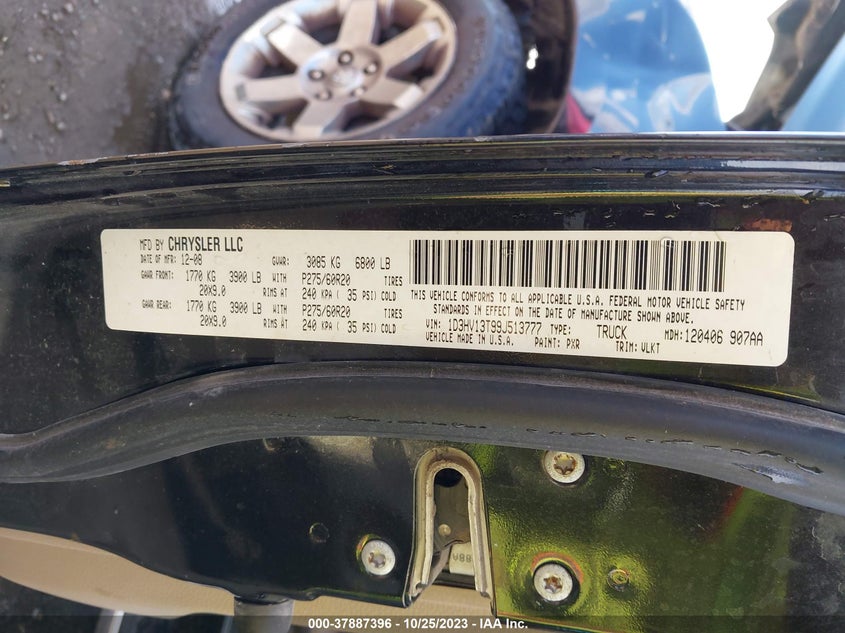 MFD BY CHRYSLER LLC
DATE OF MFR: 12-08 GVWR: 3085 KG 6800 LB
GAWR FRONT: 1770 KG 3900 LB WITH P275/60R20 TIRES
20X9.0 RIMS AT 240 KPA ( 35 PSI) COLD
GAWR REAR: 1770 KG 3900 LB WITH P275/60R20 TIRES
20X9.0 RIMS AT 240 KPA ( 35 PSI) COLD
THIS VEHICLE CONFORMS TO ALL APPLICABLE U.S.A. FEDERAL MOTOR VEHICLE SAFETY
STANDARDS IN EFFECT ON THE DATE OF MANUFACTURE SHOWN ABOVE.
VIN: 1D3HV13T99J513777 TYPE: TRUCK MDH: 120406 907AA
VEHICLE MADE IN U.S.A. PAINT: PXR TRIM: VLKT
000-37887396 - 10/25/2023 - IAA Inc.